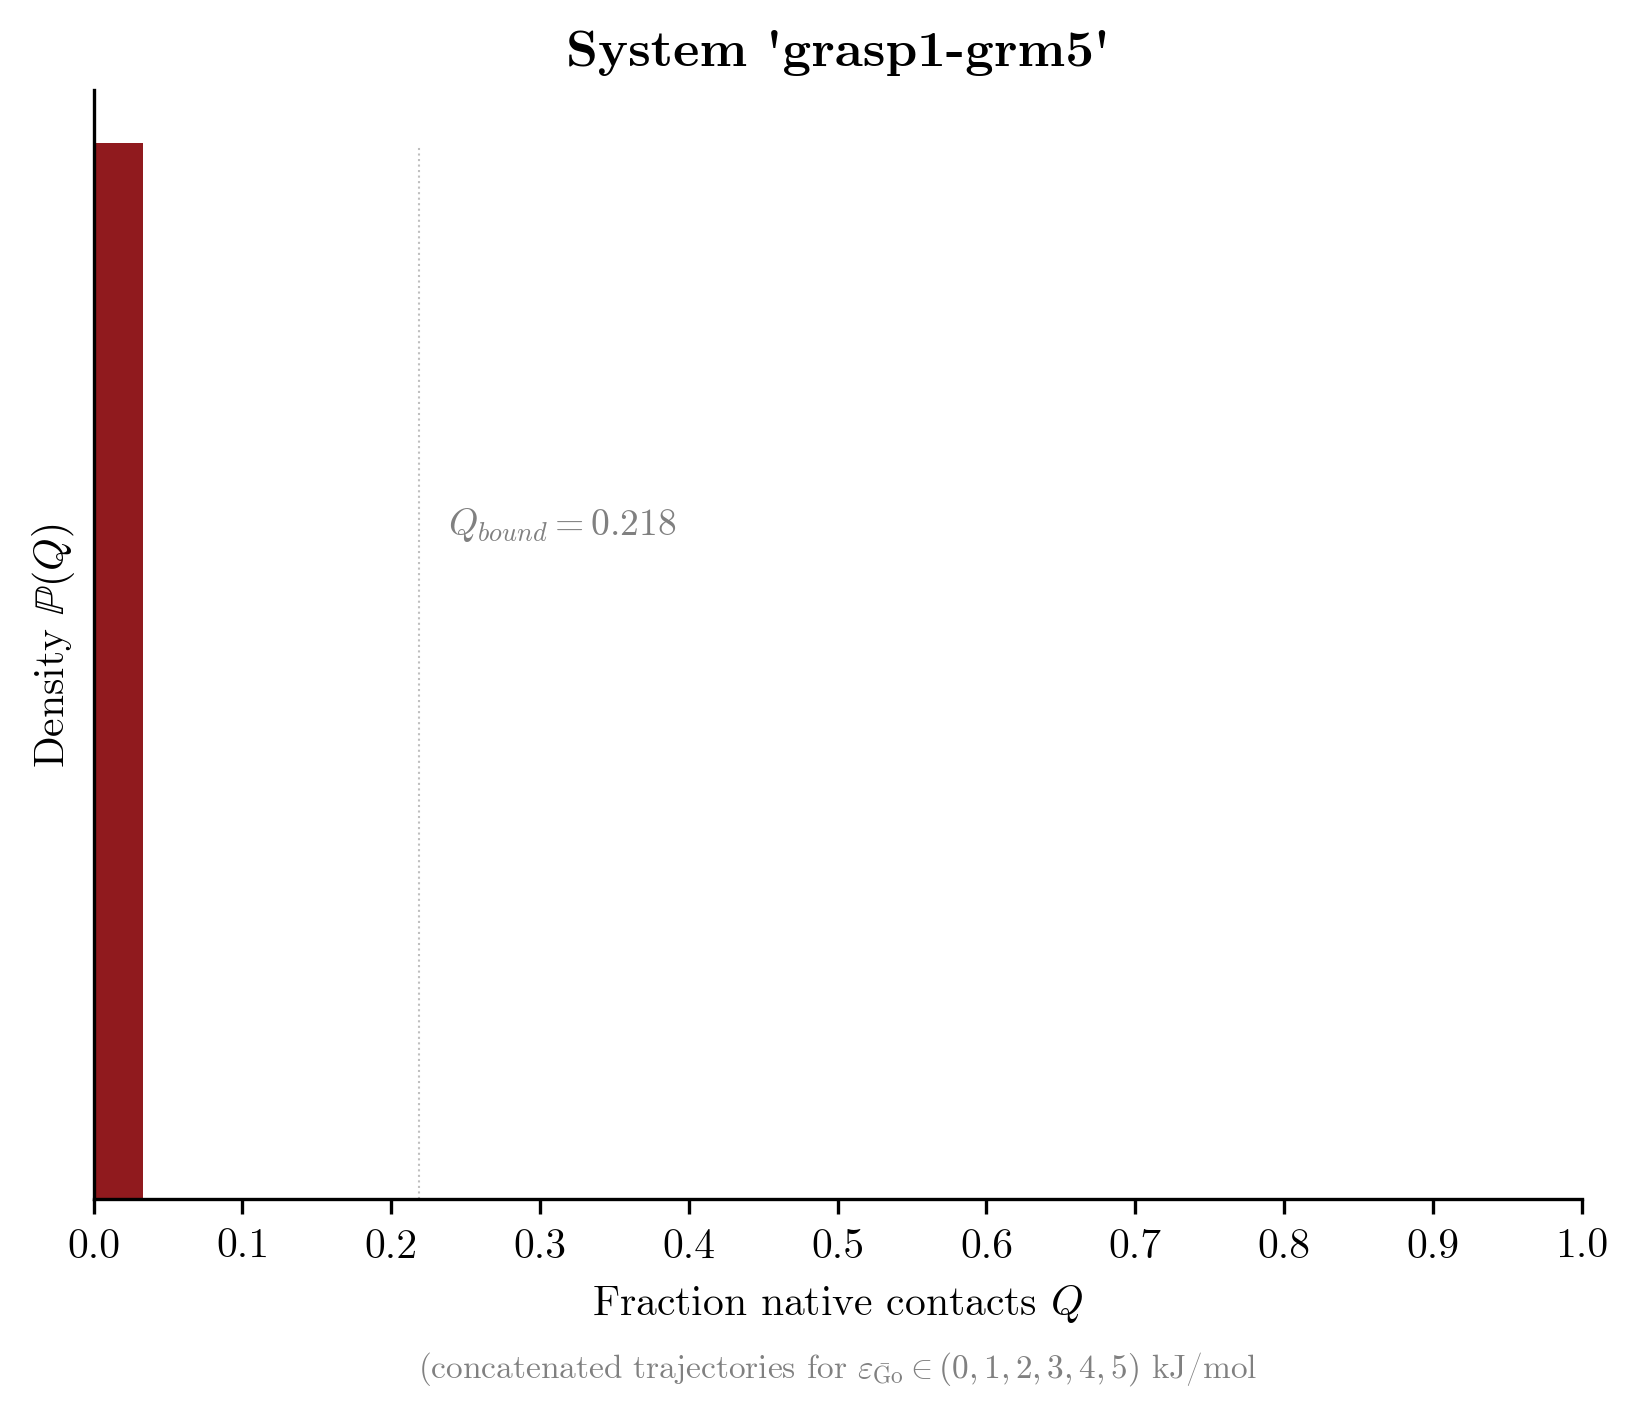 System 'grasp1-grm5'
Density ℙ(Q)
Q_bound = 0.218
0.0 0.1 0.2 0.3 0.4 0.5 0.6 0.7 0.8 0.9 1.0
Fraction native contacts Q
(concatenated trajectories for ε_Ḡo ∈ (0, 1, 2, 3, 4, 5) kJ/mol